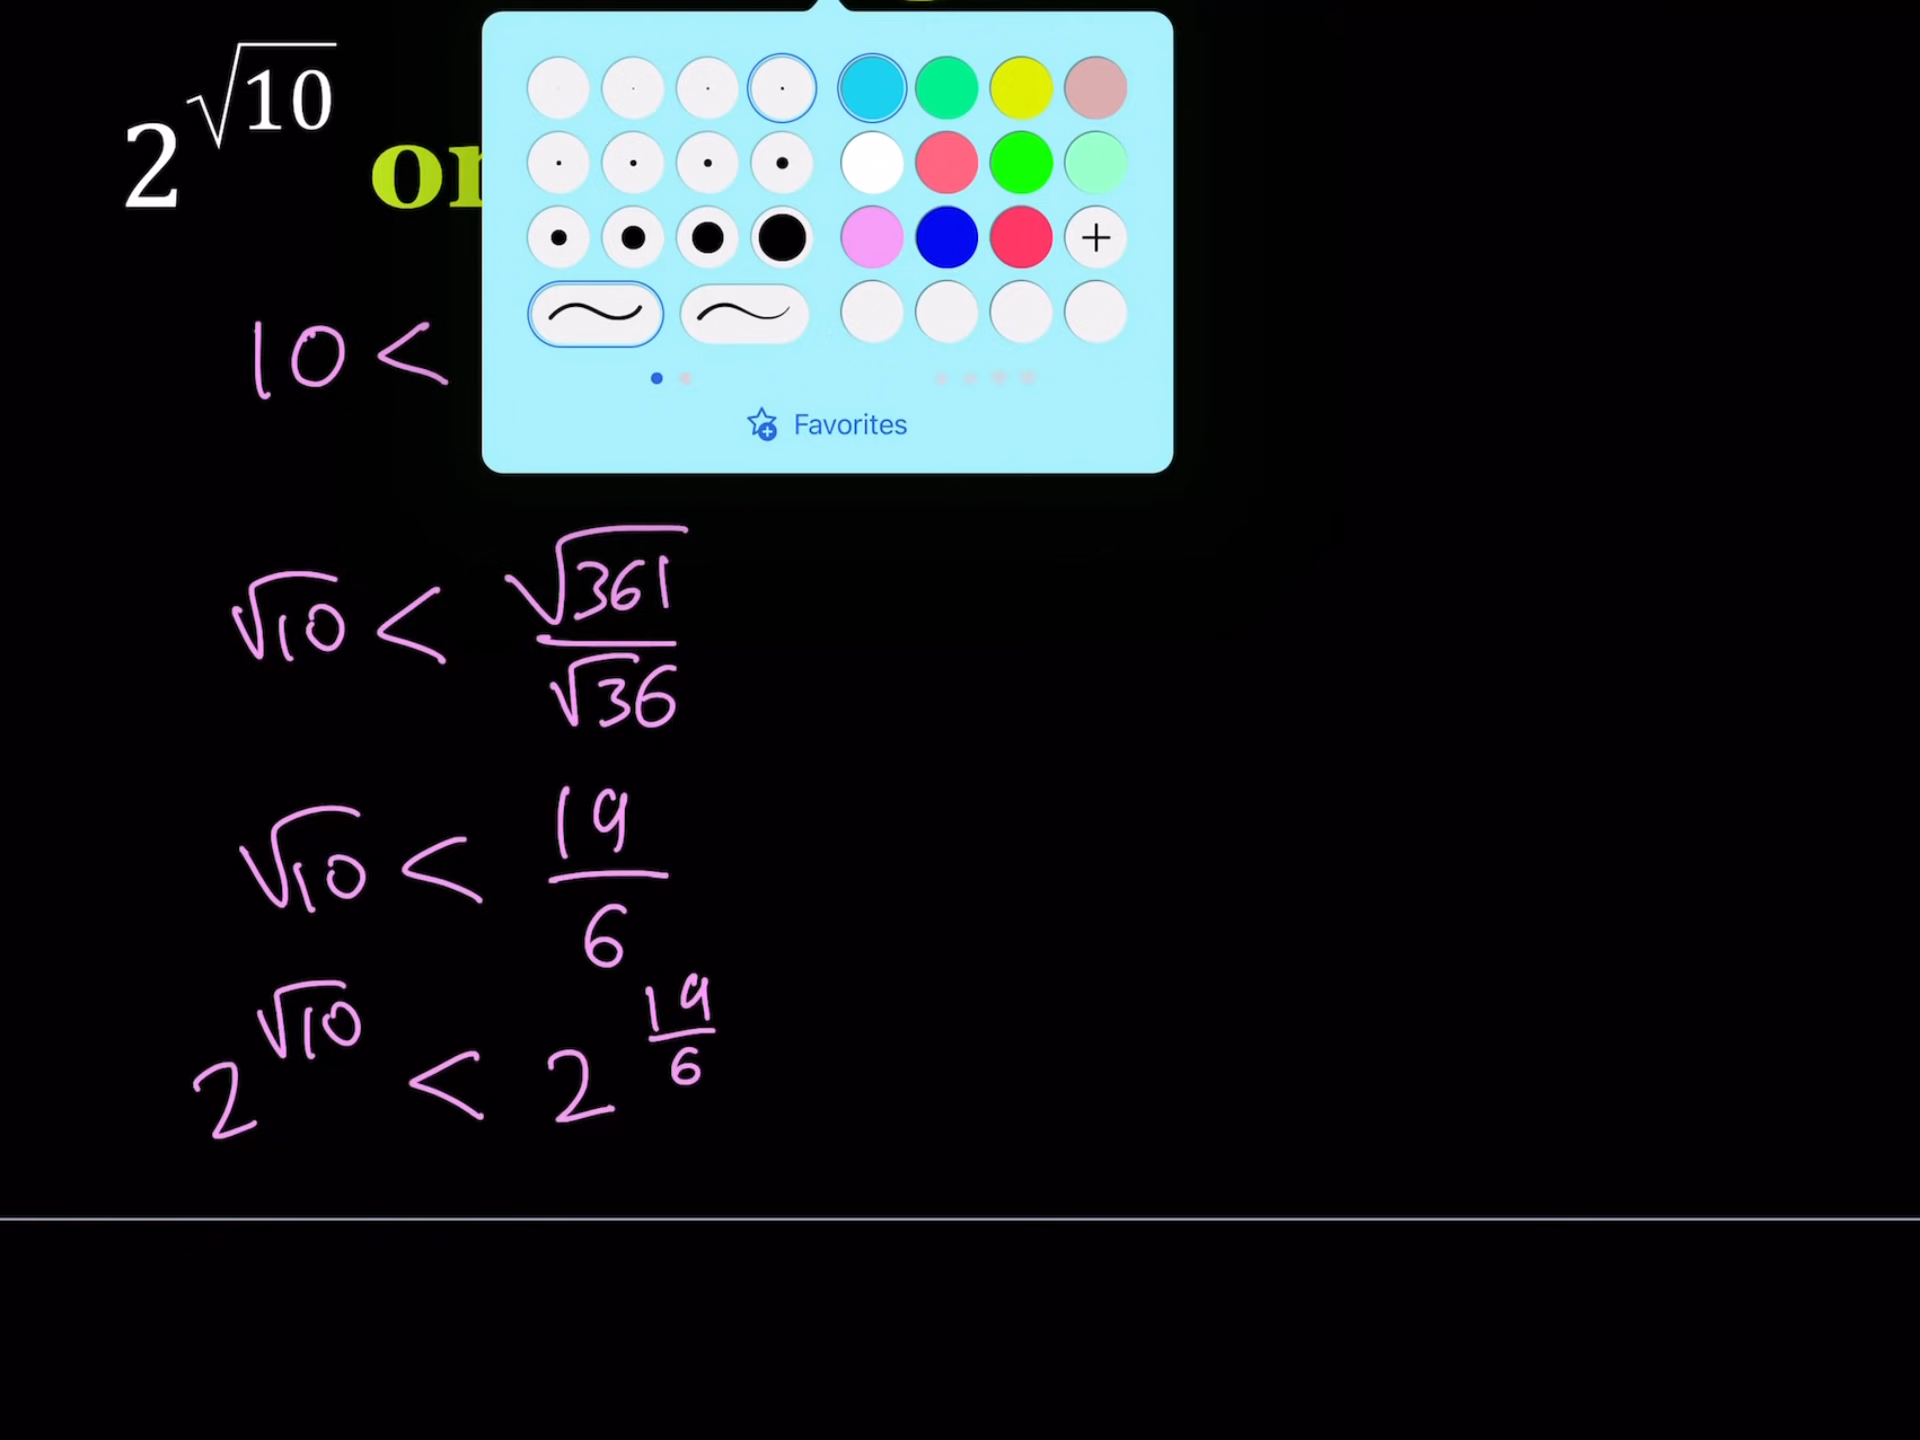 2^√10 or
10 <
Favorites
√10 < √361/√36
√10 < 19/6
2^√10 < 2^19/6